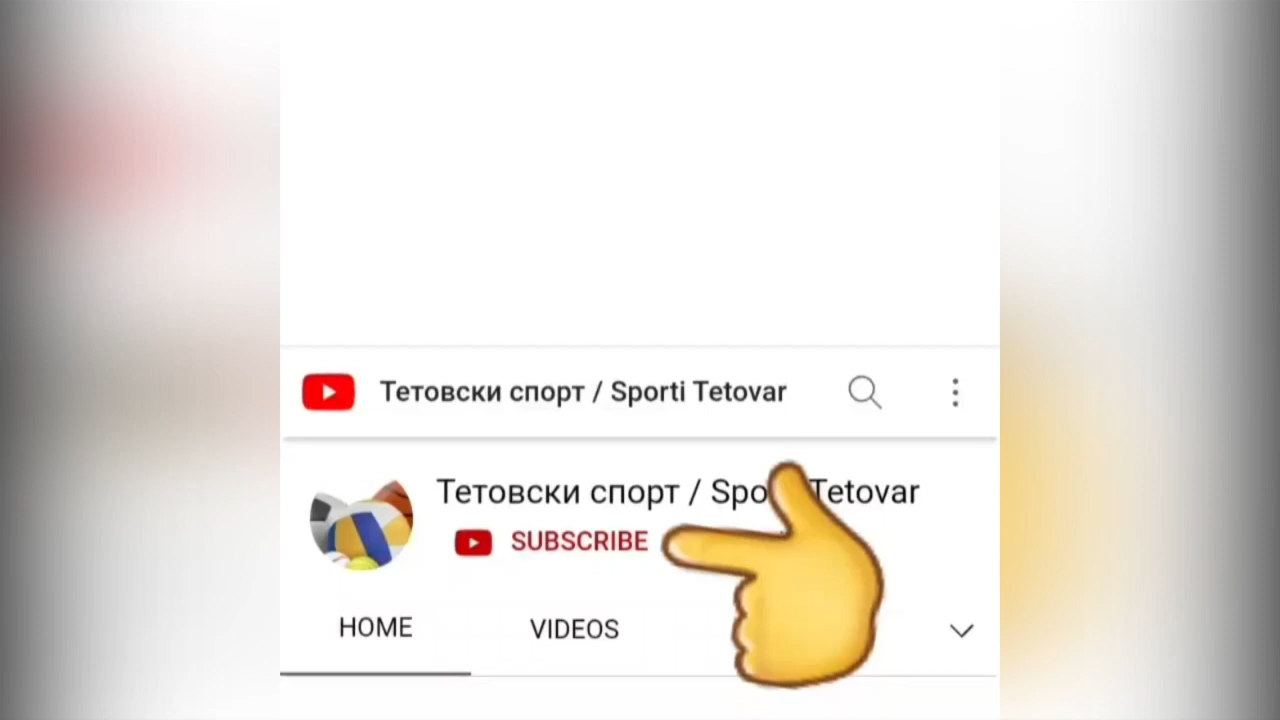 Тетовски спорт / Sporti Tetovar
Тетовски спорт / Spo Tetovar
SUBSCRIBE
HOME
VIDEOS